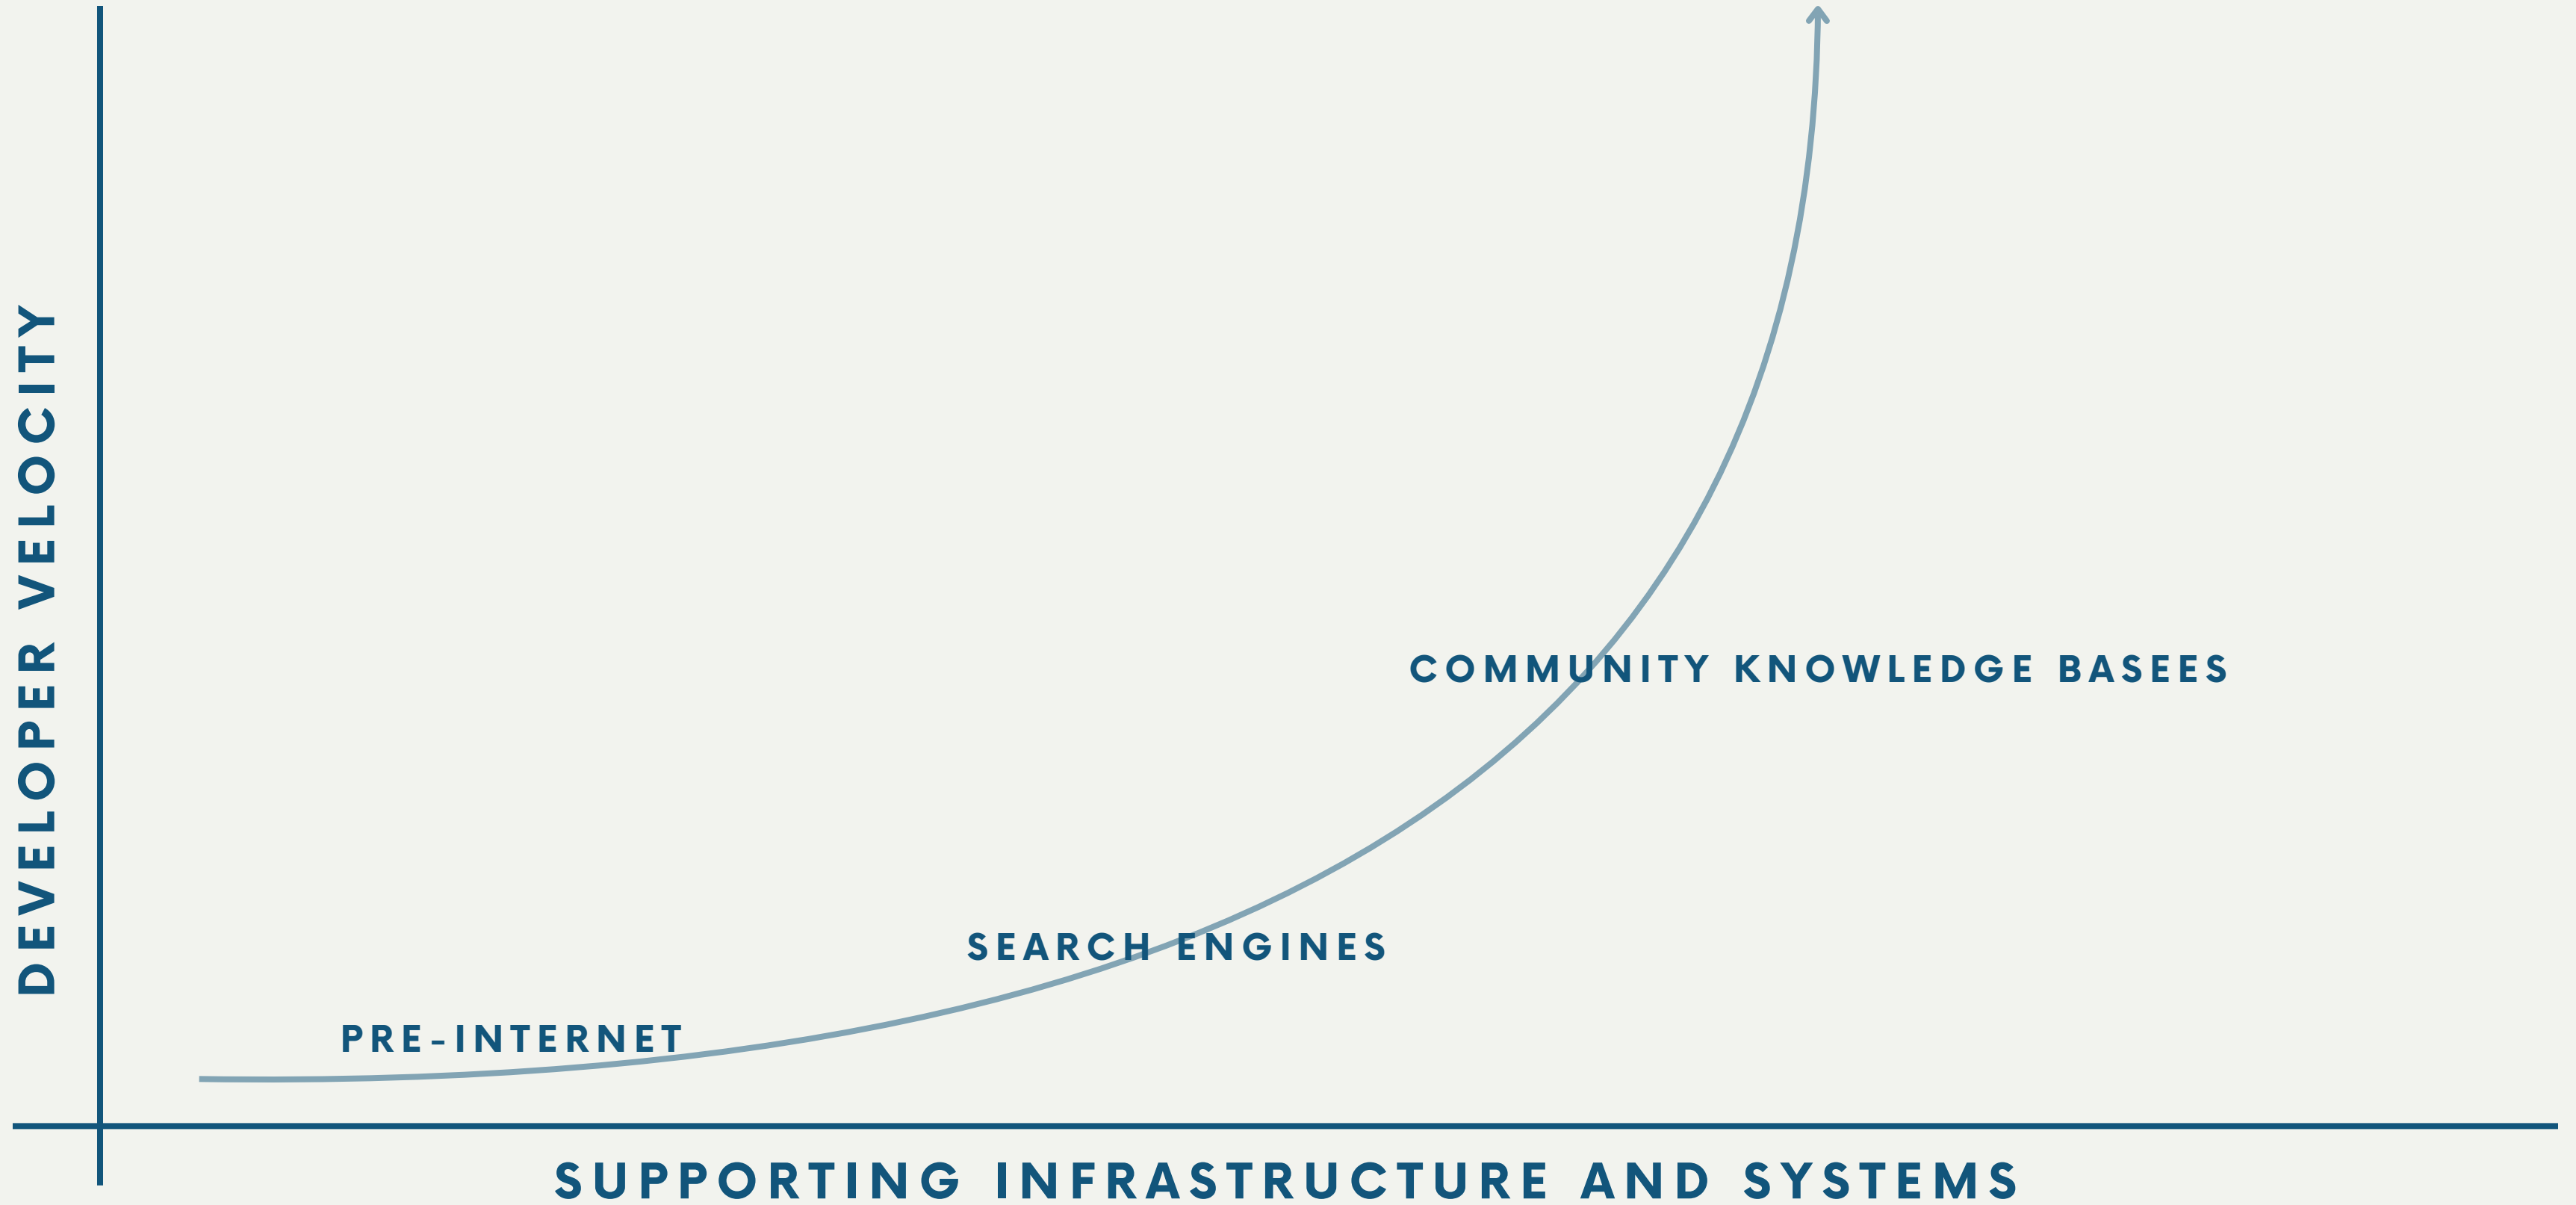 DEVELOPER VELOCITY
COMMUNITY KNOWLEDGE BASEES
SEARCH ENGINES
PRE-INTERNET
SUPPORTING INFRASTRUCTURE AND SYSTEMS